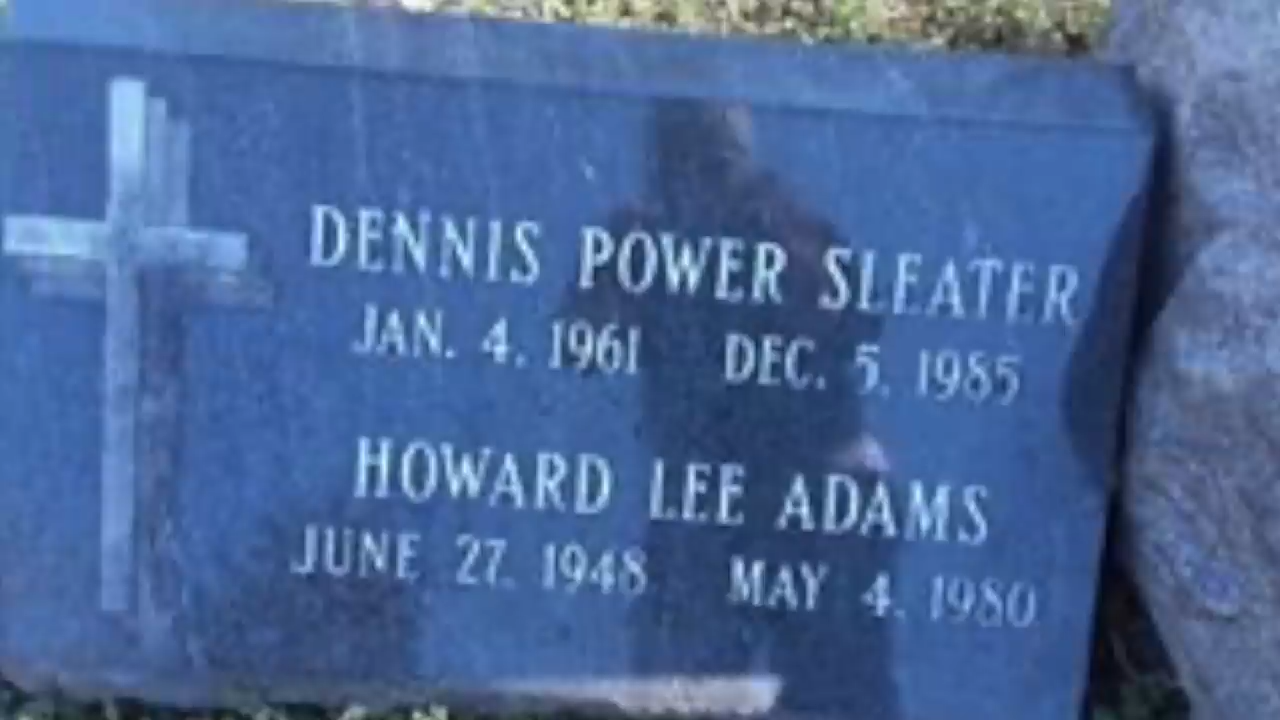 DENNIS POWER SLEATER
JAN. 4. 1961 DEC. 5. 1985
HOWARD LEE ADAMS
JUNE 27. 1948 MAY 4. 1980